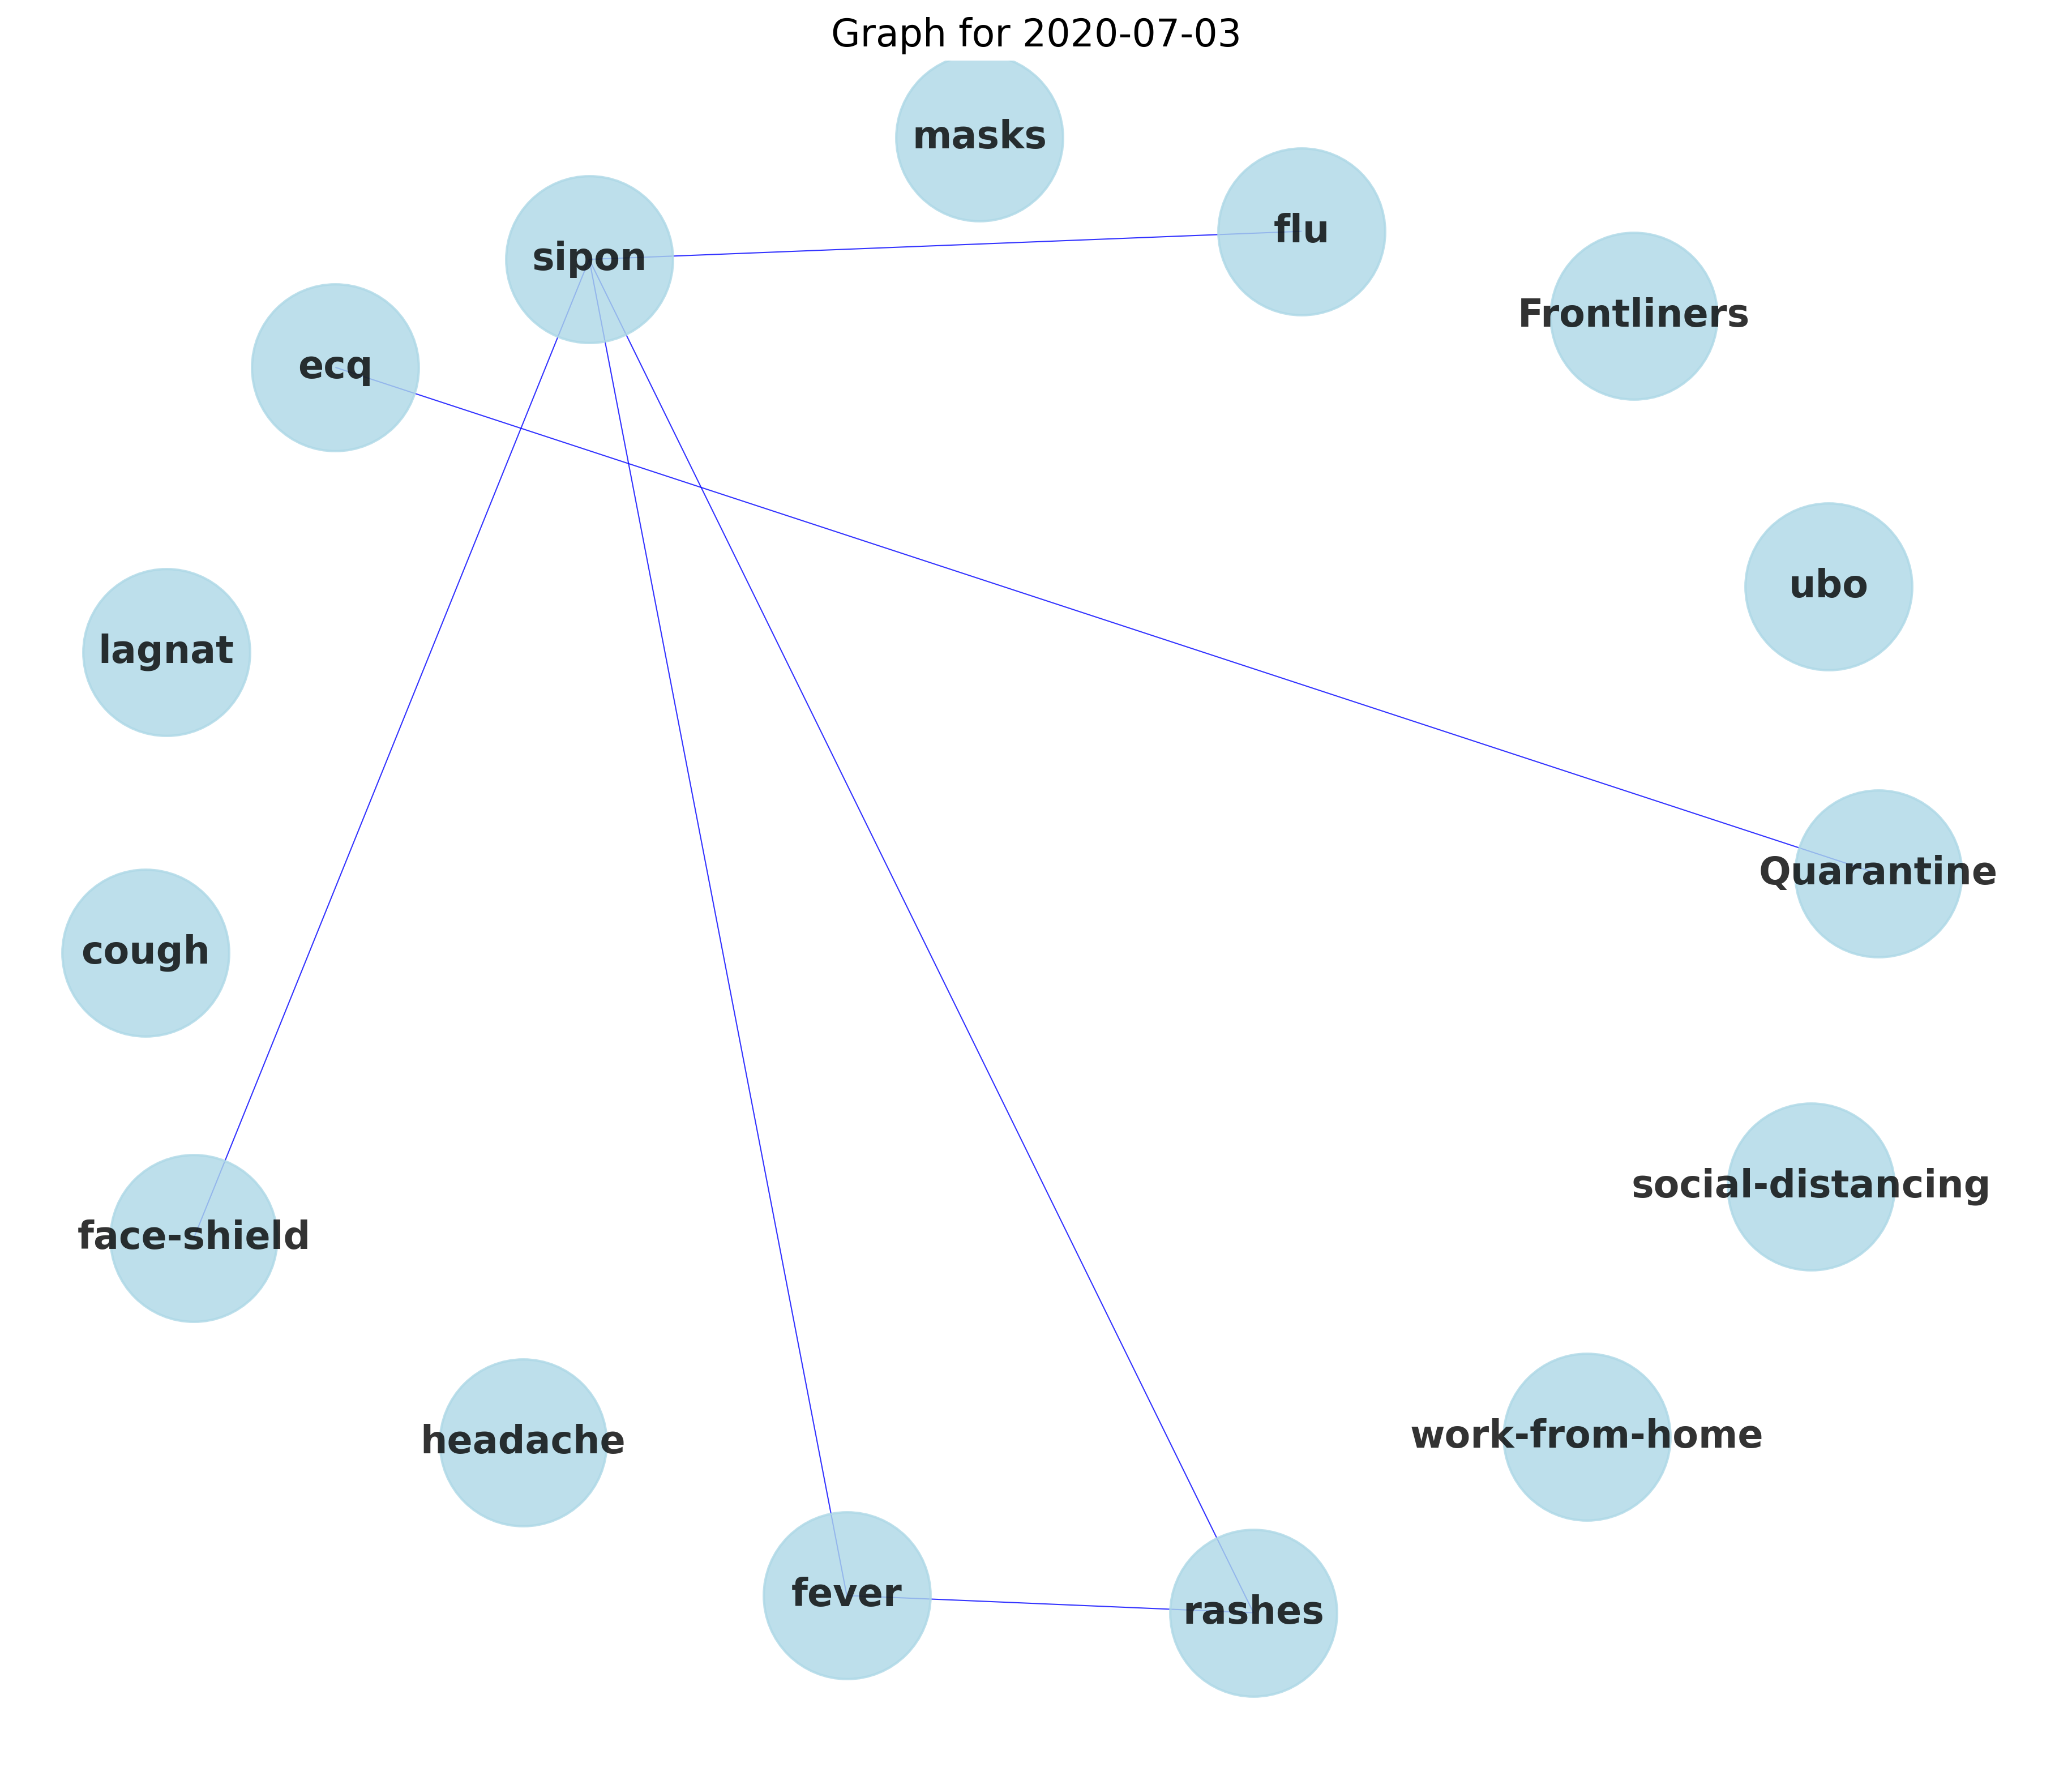 Graph for 2020-07-03
masks
flu
sipon
Frontliners
ecq
ubo
lagnat
Quarantine
cough
social-distancing
face-shield
work-from-home
headache
fever
rashes